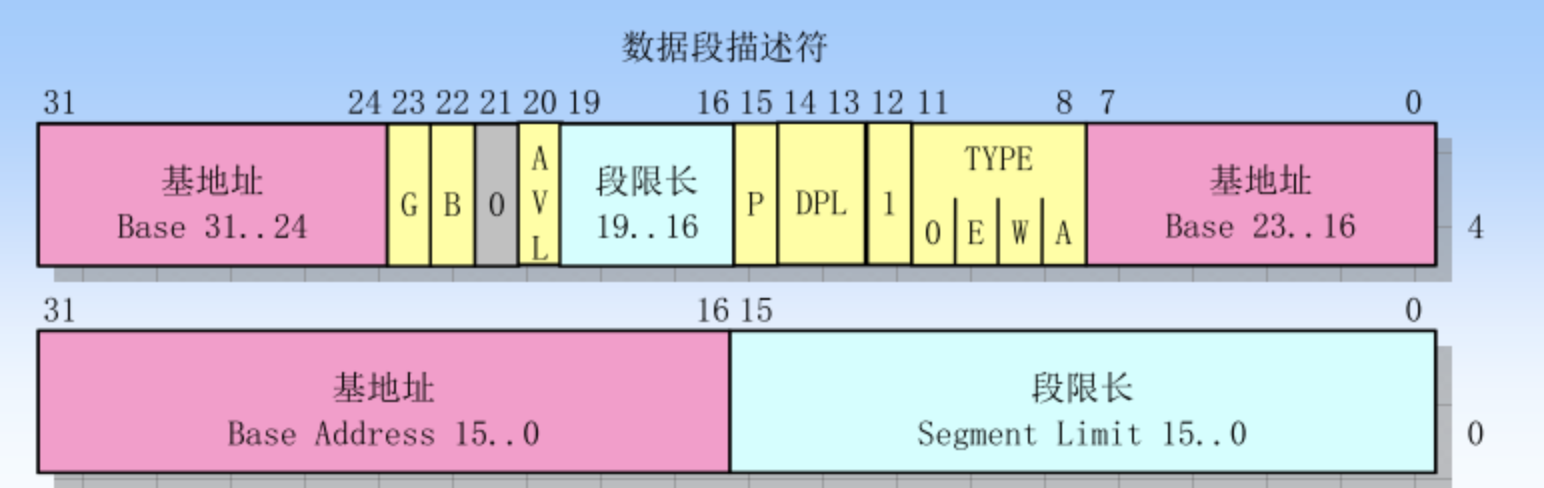 数据段描述符
31 24 23 22 21 20 19 16 15 14 13 12 11 8 7 0
基地址
Base 31..24
G B 0 AVL
段限长
19..16
P DPL 1
TYPE
0 E W A
基地址
Base 23..16
4
31 16 15 0
基地址
Base Address 15..0
段限长
Segment Limit 15..0
0